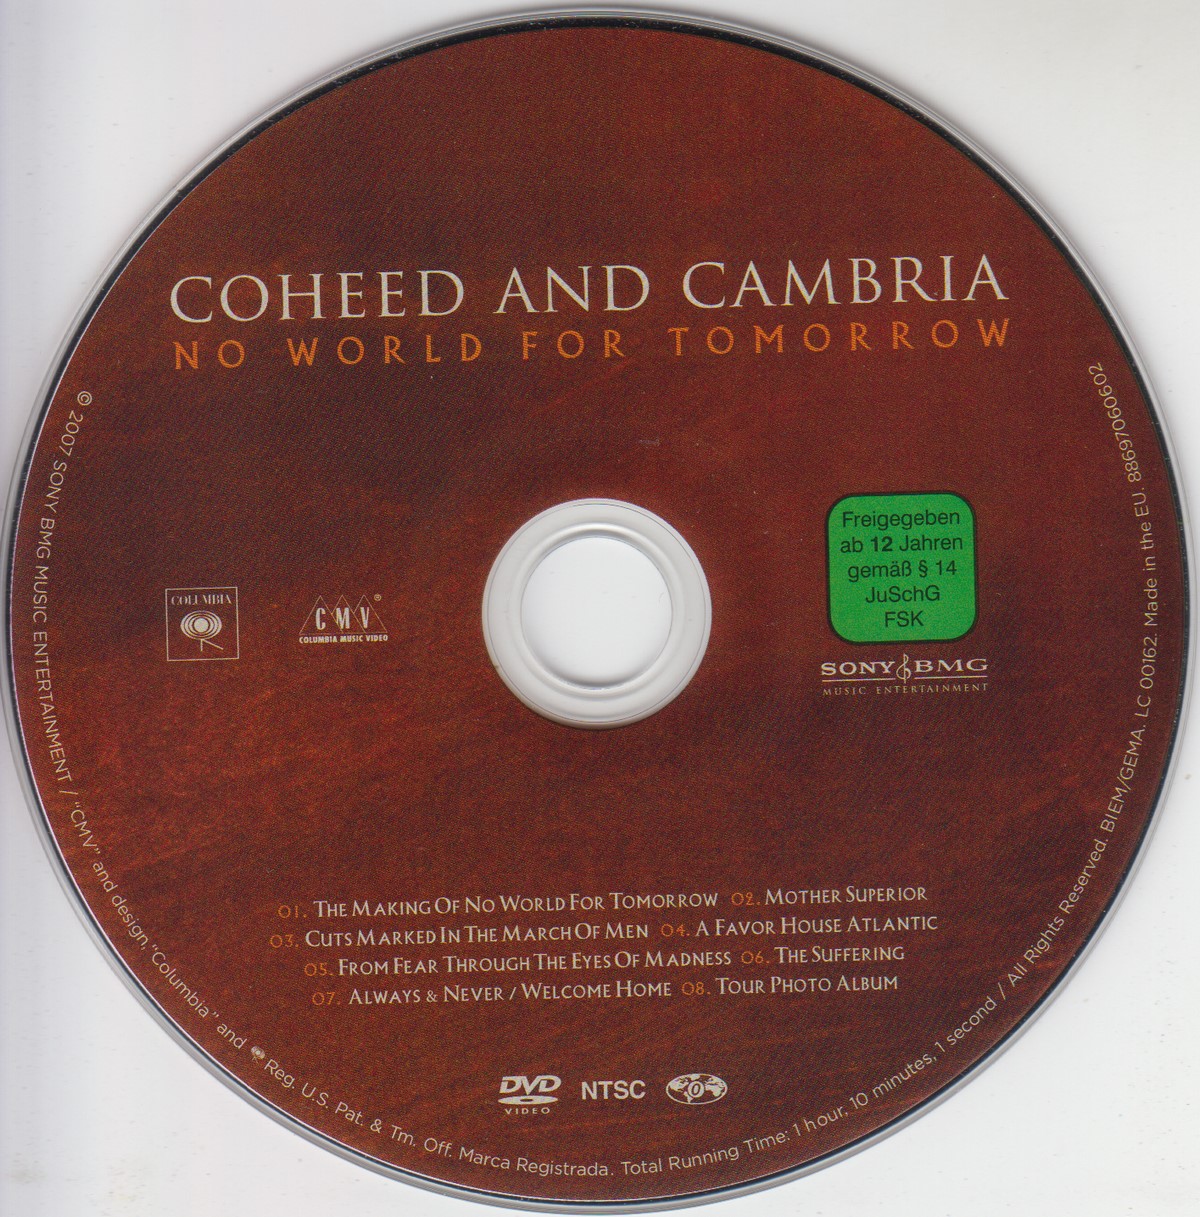 COHEED AND CAMBRIA
NO WORLD FOR TOMORROW
Freigegeben
ab 12 Jahren
gemäß § 14
JuSchG
FSK
COLUMBIA
CMV®
COLUMBIA MUSIC VIDEO
SONY BMG
MUSIC ENTERTAINMENT
01. THE MAKING OF NO WORLD FOR TOMORROW 02. MOTHER SUPERIOR
03. CUTS MARKED IN THE MARCH OF MEN 04. A FAVOR HOUSE ATLANTIC
05. FROM FEAR THROUGH THE EYES OF MADNESS 06. THE SUFFERING
07. ALWAYS & NEVER / WELCOME HOME 08. TOUR PHOTO ALBUM
DVD
VIDEO
NTSC
0
© 2007 SONY BMG MUSIC ENTERTAINMENT / "CMV" and design, "Columbia" and Reg. U.S. Pat. & Tm. Off. Marca Registrada. Total Running Time: 1 hour, 10 minutes, 1 second / All Rights Reserved. BIEM/GEMA. LC 00162. Made in the EU. 88697060602